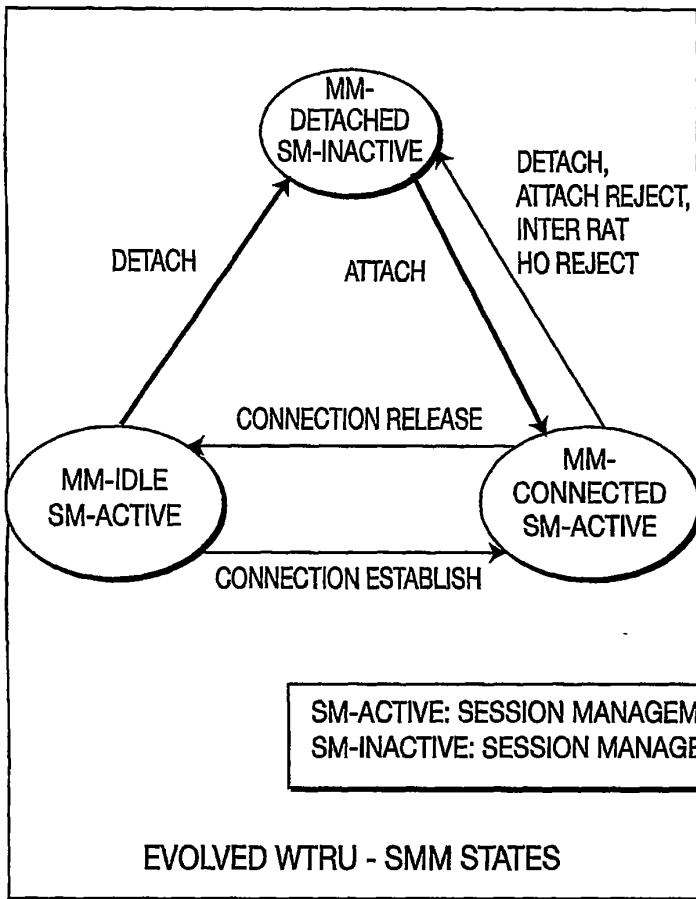 MM-
DETACHED
SM-INACTIVE
DETACH,
ATTACH REJECT,
INTER RAT
HO REJECT
DETACH
ATTACH
CONNECTION RELEASE
MM-IDLE
SM-ACTIVE
MM-
CONNECTED
SM-ACTIVE
CONNECTION ESTABLISH
SM-ACTIVE: SESSION
SM-INACTIVE: SESSION
EVOLVED WTRU - SMM STATES